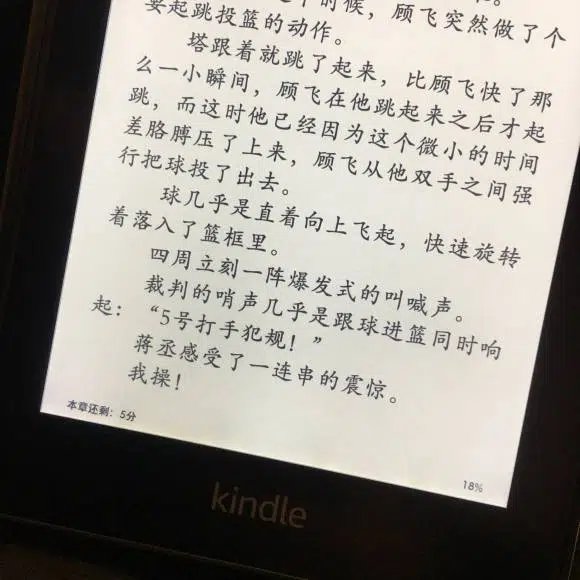 时候，顾飞突然做了个
要起跳投篮的动作。
塔跟着就跳了起来，比顾飞快了那
么一小瞬间，顾飞在他跳起来之后才起
跳，而这时他已经因为这个微小的时间
差胳膊压了上来，顾飞从他双手之间强
行把球投了出去。
球几乎是直着向上飞起，快速旋转
着落入了篮框里。
四周立刻一阵爆发式的叫喊声。
裁判的哨声几乎是跟球进篮同时响
起：“5号打手犯规！”
蒋丞感受了一连串的震惊。
我操！
本章还剩：5分
18%
kindle